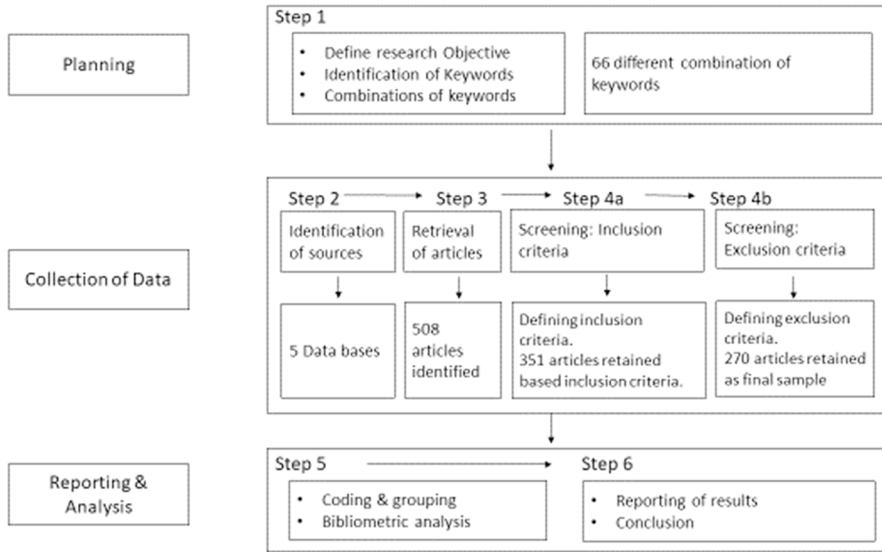 Planning
Step 1
• Define research Objective
• Identification of Keywords
• Combinations of keywords
66 different combination of
keywords
Collection of Data
Step 2
Identification
of sources
5 Data bases
Step 3
Retrieval
of articles
508
articles
identified
Step 4a
Screening: Inclusion
criteria
Defining inclusion
criteria.
351 articles retained
based inclusion criteria.
Step 4b
Screening:
Exclusion criteria
Defining exclusion
criteria.
270 articles retained
as final sample
Reporting &
Analysis
Step 5
• Coding & grouping
• Bibliometric analysis
Step 6
• Reporting of results
• Conclusion